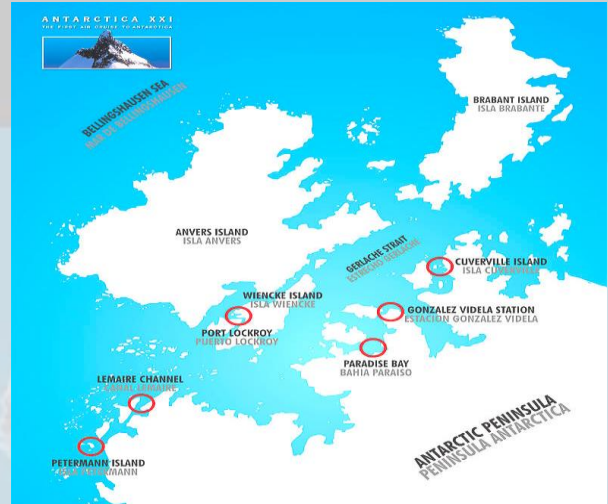 ANTARCTICA XXI
THE FIRST AIR CRUISE TO ANTARCTICA
BELLINGSHAUSEN SEA
MAR DE BELLINGSHAUSEN
BRABANT ISLAND
ISLA BRABANTE
ANVERS ISLAND
ISLA ANVERS
GERLACHE STRAIT
ESTRECHO GERLACHE
CUVERVILLE ISLAND
ISLA CUVERVILLE
WIENCKE ISLAND
ISLA WIENCKE
GONZALEZ VIDELA STATION
ESTACION GONZALEZ VIDELA
PORT LOCKROY
PUERTO LOCKROY
PARADISE BAY
BAHIA PARAISO
LEMAIRE CHANNEL
CANAL LEMAIRE
ANTARCTIC PENINSULA
PENINSULA ANTARCTICA
PETERMANN ISLAND
ISLA PETERMANN